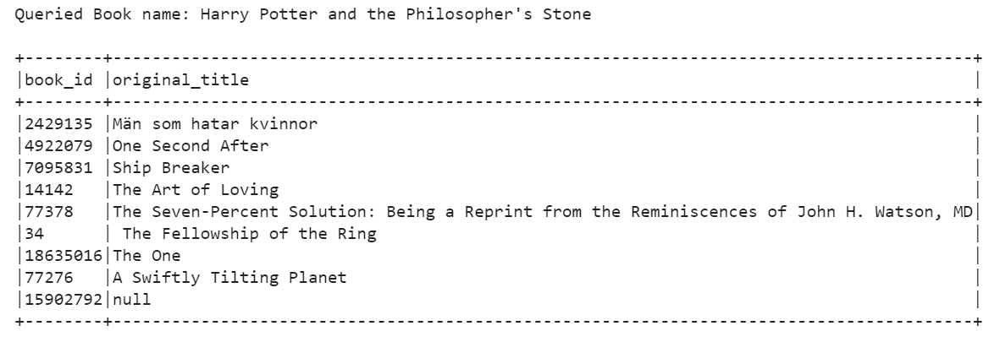 Queried Book name: Harry Potter and the Philosopher's Stone
+--------+---------------------------------------------------------------------------------------+
|book_id |original_title                                                                         |
+--------+---------------------------------------------------------------------------------------+
|2429135 |Män som hatar kvinnor                                                                  |
|4922079 |One Second After                                                                       |
|7095831 |Ship Breaker                                                                           |
|14142   |The Art of Loving                                                                      |
|77378   |The Seven-Percent Solution: Being a Reprint from the Reminiscences of John H. Watson, MD|
|34      | The Fellowship of the Ring                                                            |
|18635016|The One                                                                                |
|77276   |A Swiftly Tilting Planet                                                               |
|15902792|null                                                                                   |
+--------+---------------------------------------------------------------------------------------+